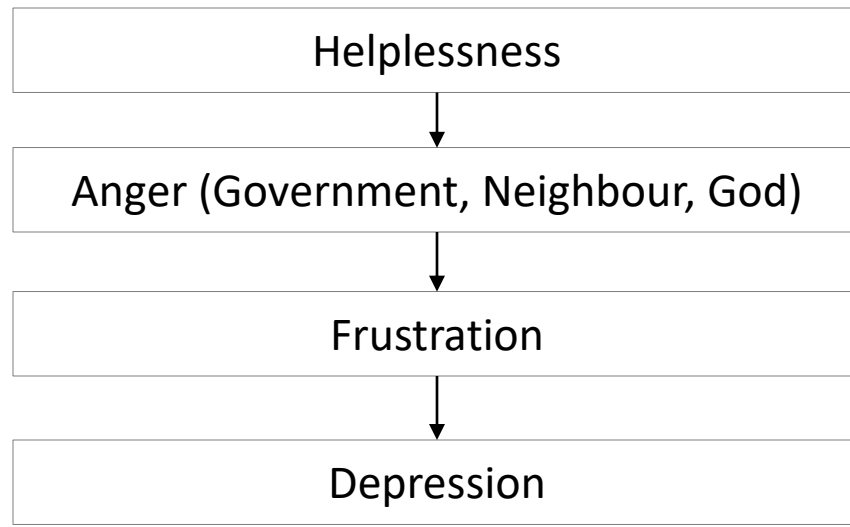 Helplessness
Anger (Government, Neighbour, God)
Frustration
Depression